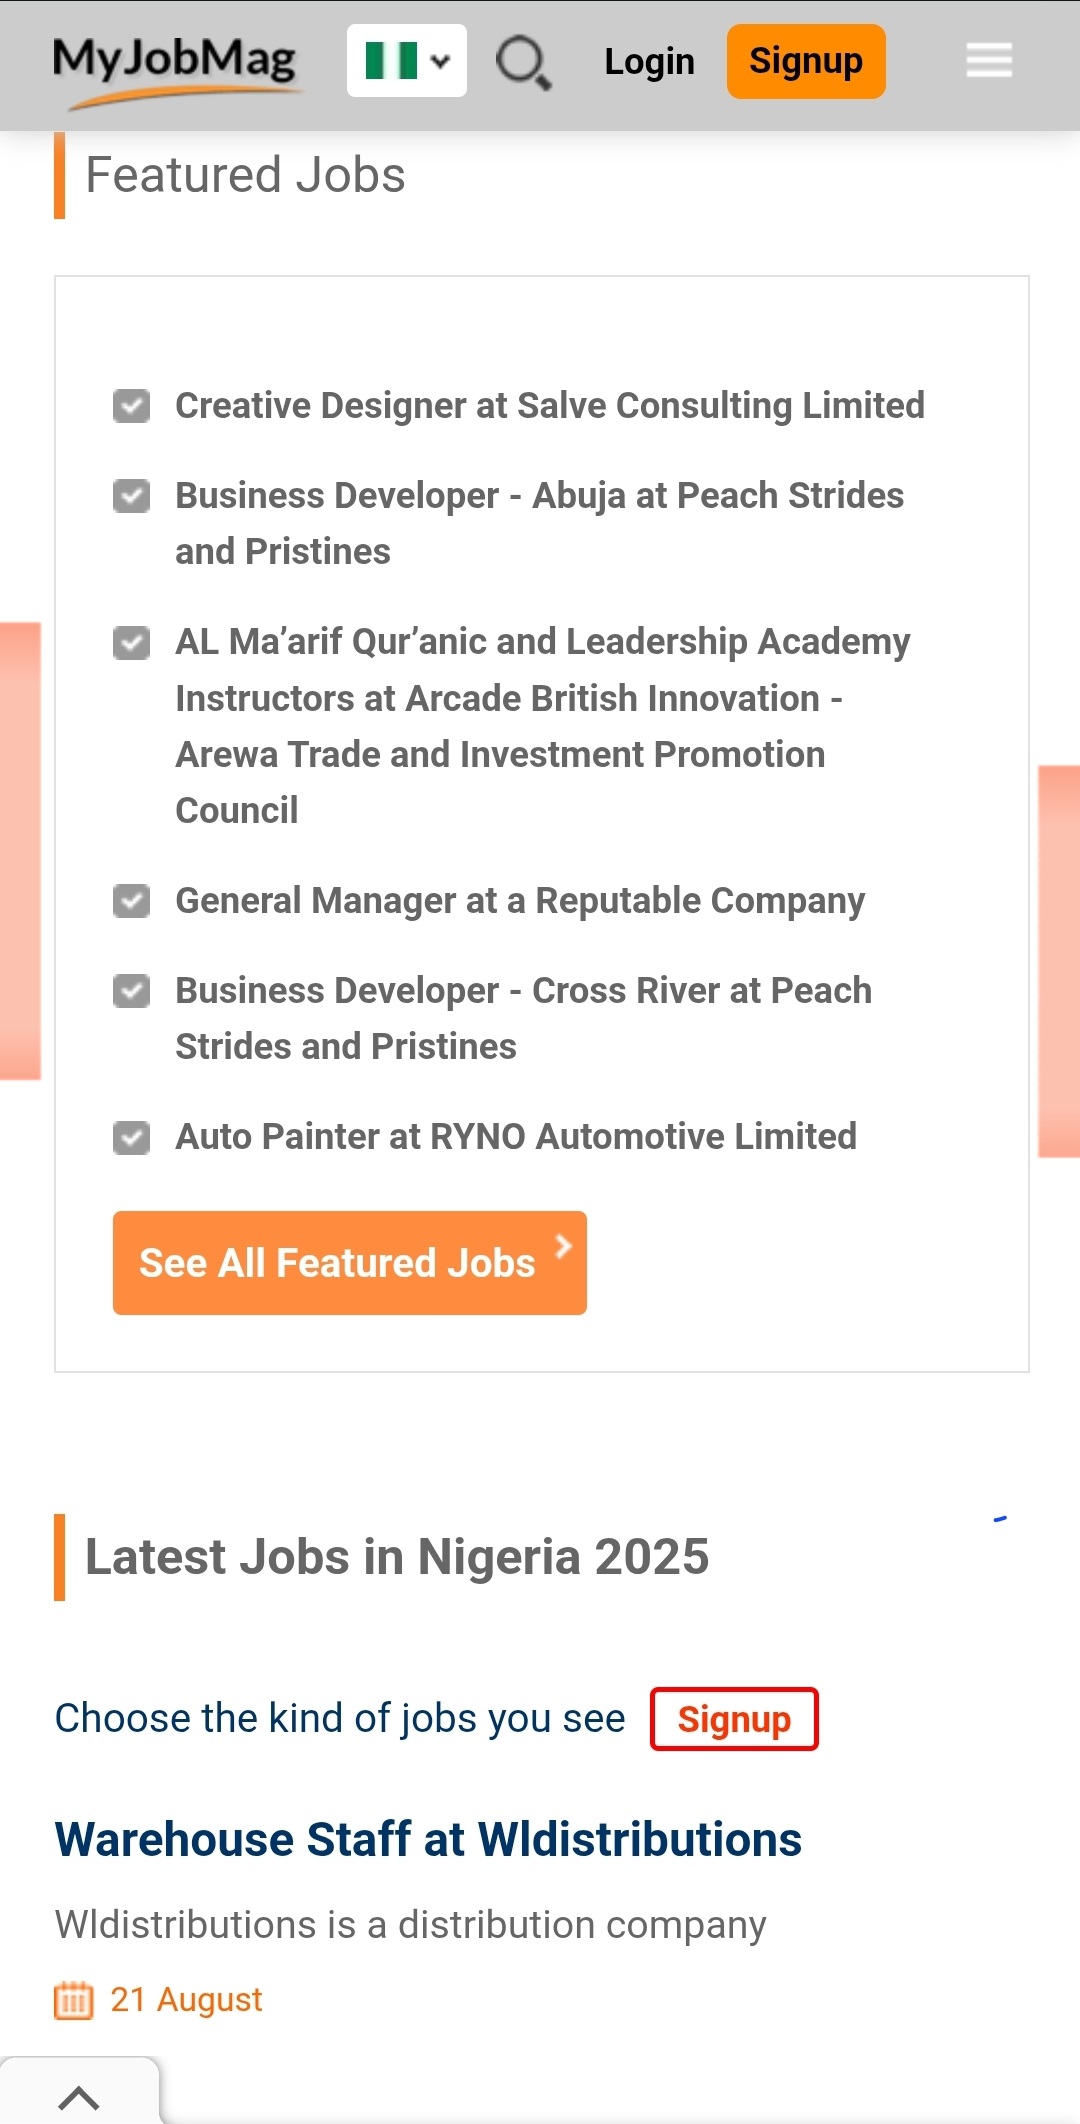 MyJobMag
Login
Signup
Featured Jobs
Creative Designer at Salve Consulting Limited
Business Developer - Abuja at Peach Strides
and Pristines
AL Ma’arif Qur’anic and Leadership Academy
Instructors at Arcade British Innovation -
Arewa Trade and Investment Promotion
Council
General Manager at a Reputable Company
Business Developer - Cross River at Peach
Strides and Pristines
Auto Painter at RYNO Automotive Limited
See All Featured Jobs
Latest Jobs in Nigeria 2025
Choose the kind of jobs you see Signup
Warehouse Staff at Wldistributions
Wldistributions is a distribution company
21 August